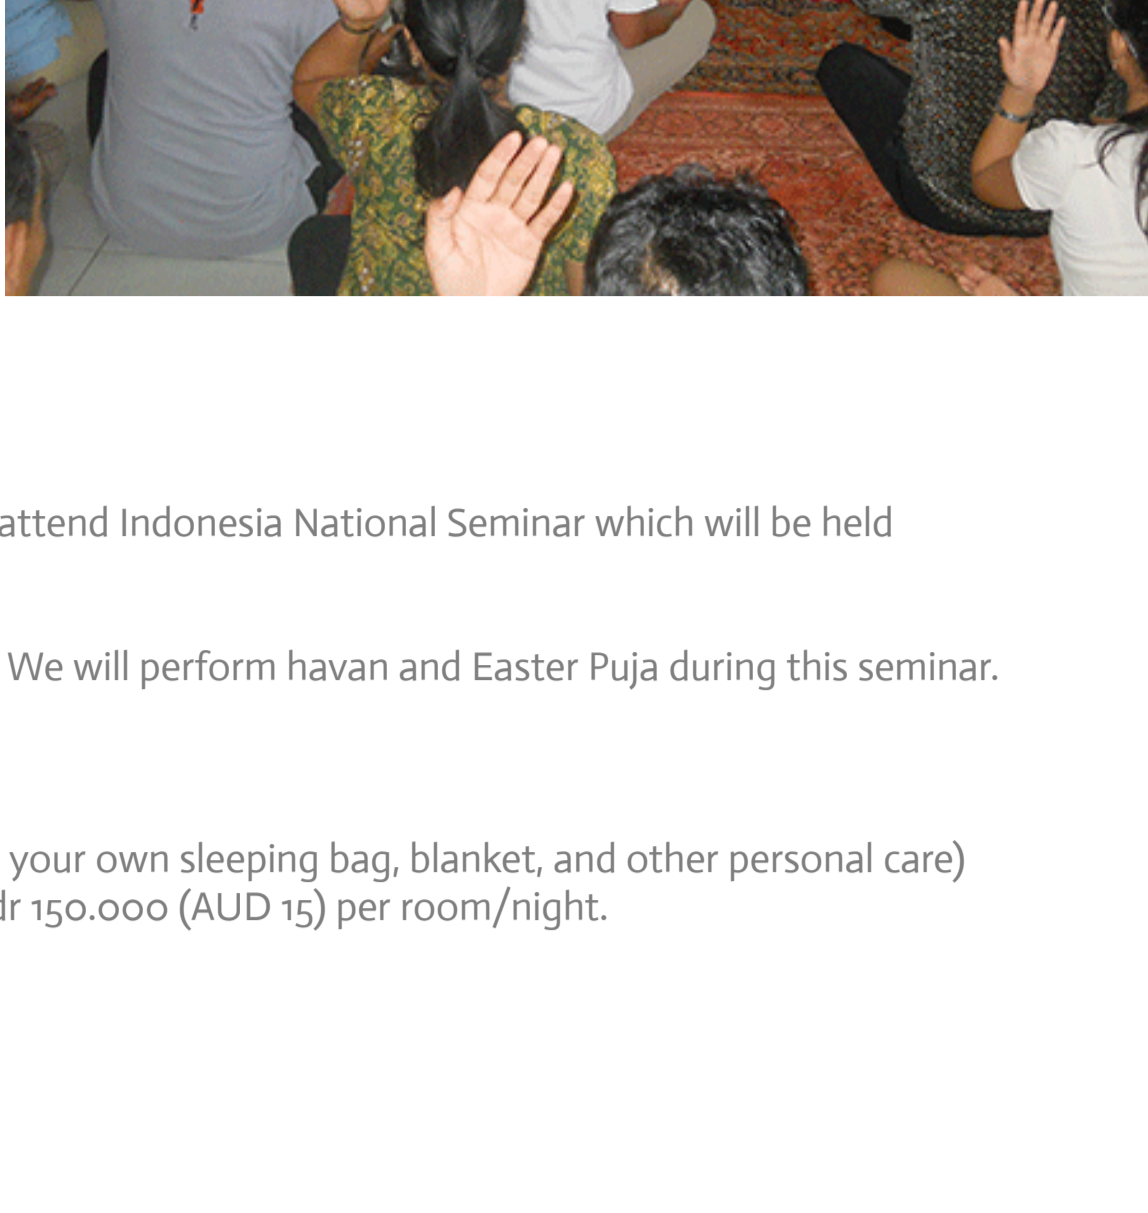 attend Indonesia National Seminar which will be held
We will perform havan and Easter Puja during this seminar.
your own sleeping bag, blanket, and other personal care)
dr 150.000 (AUD 15) per room/night.